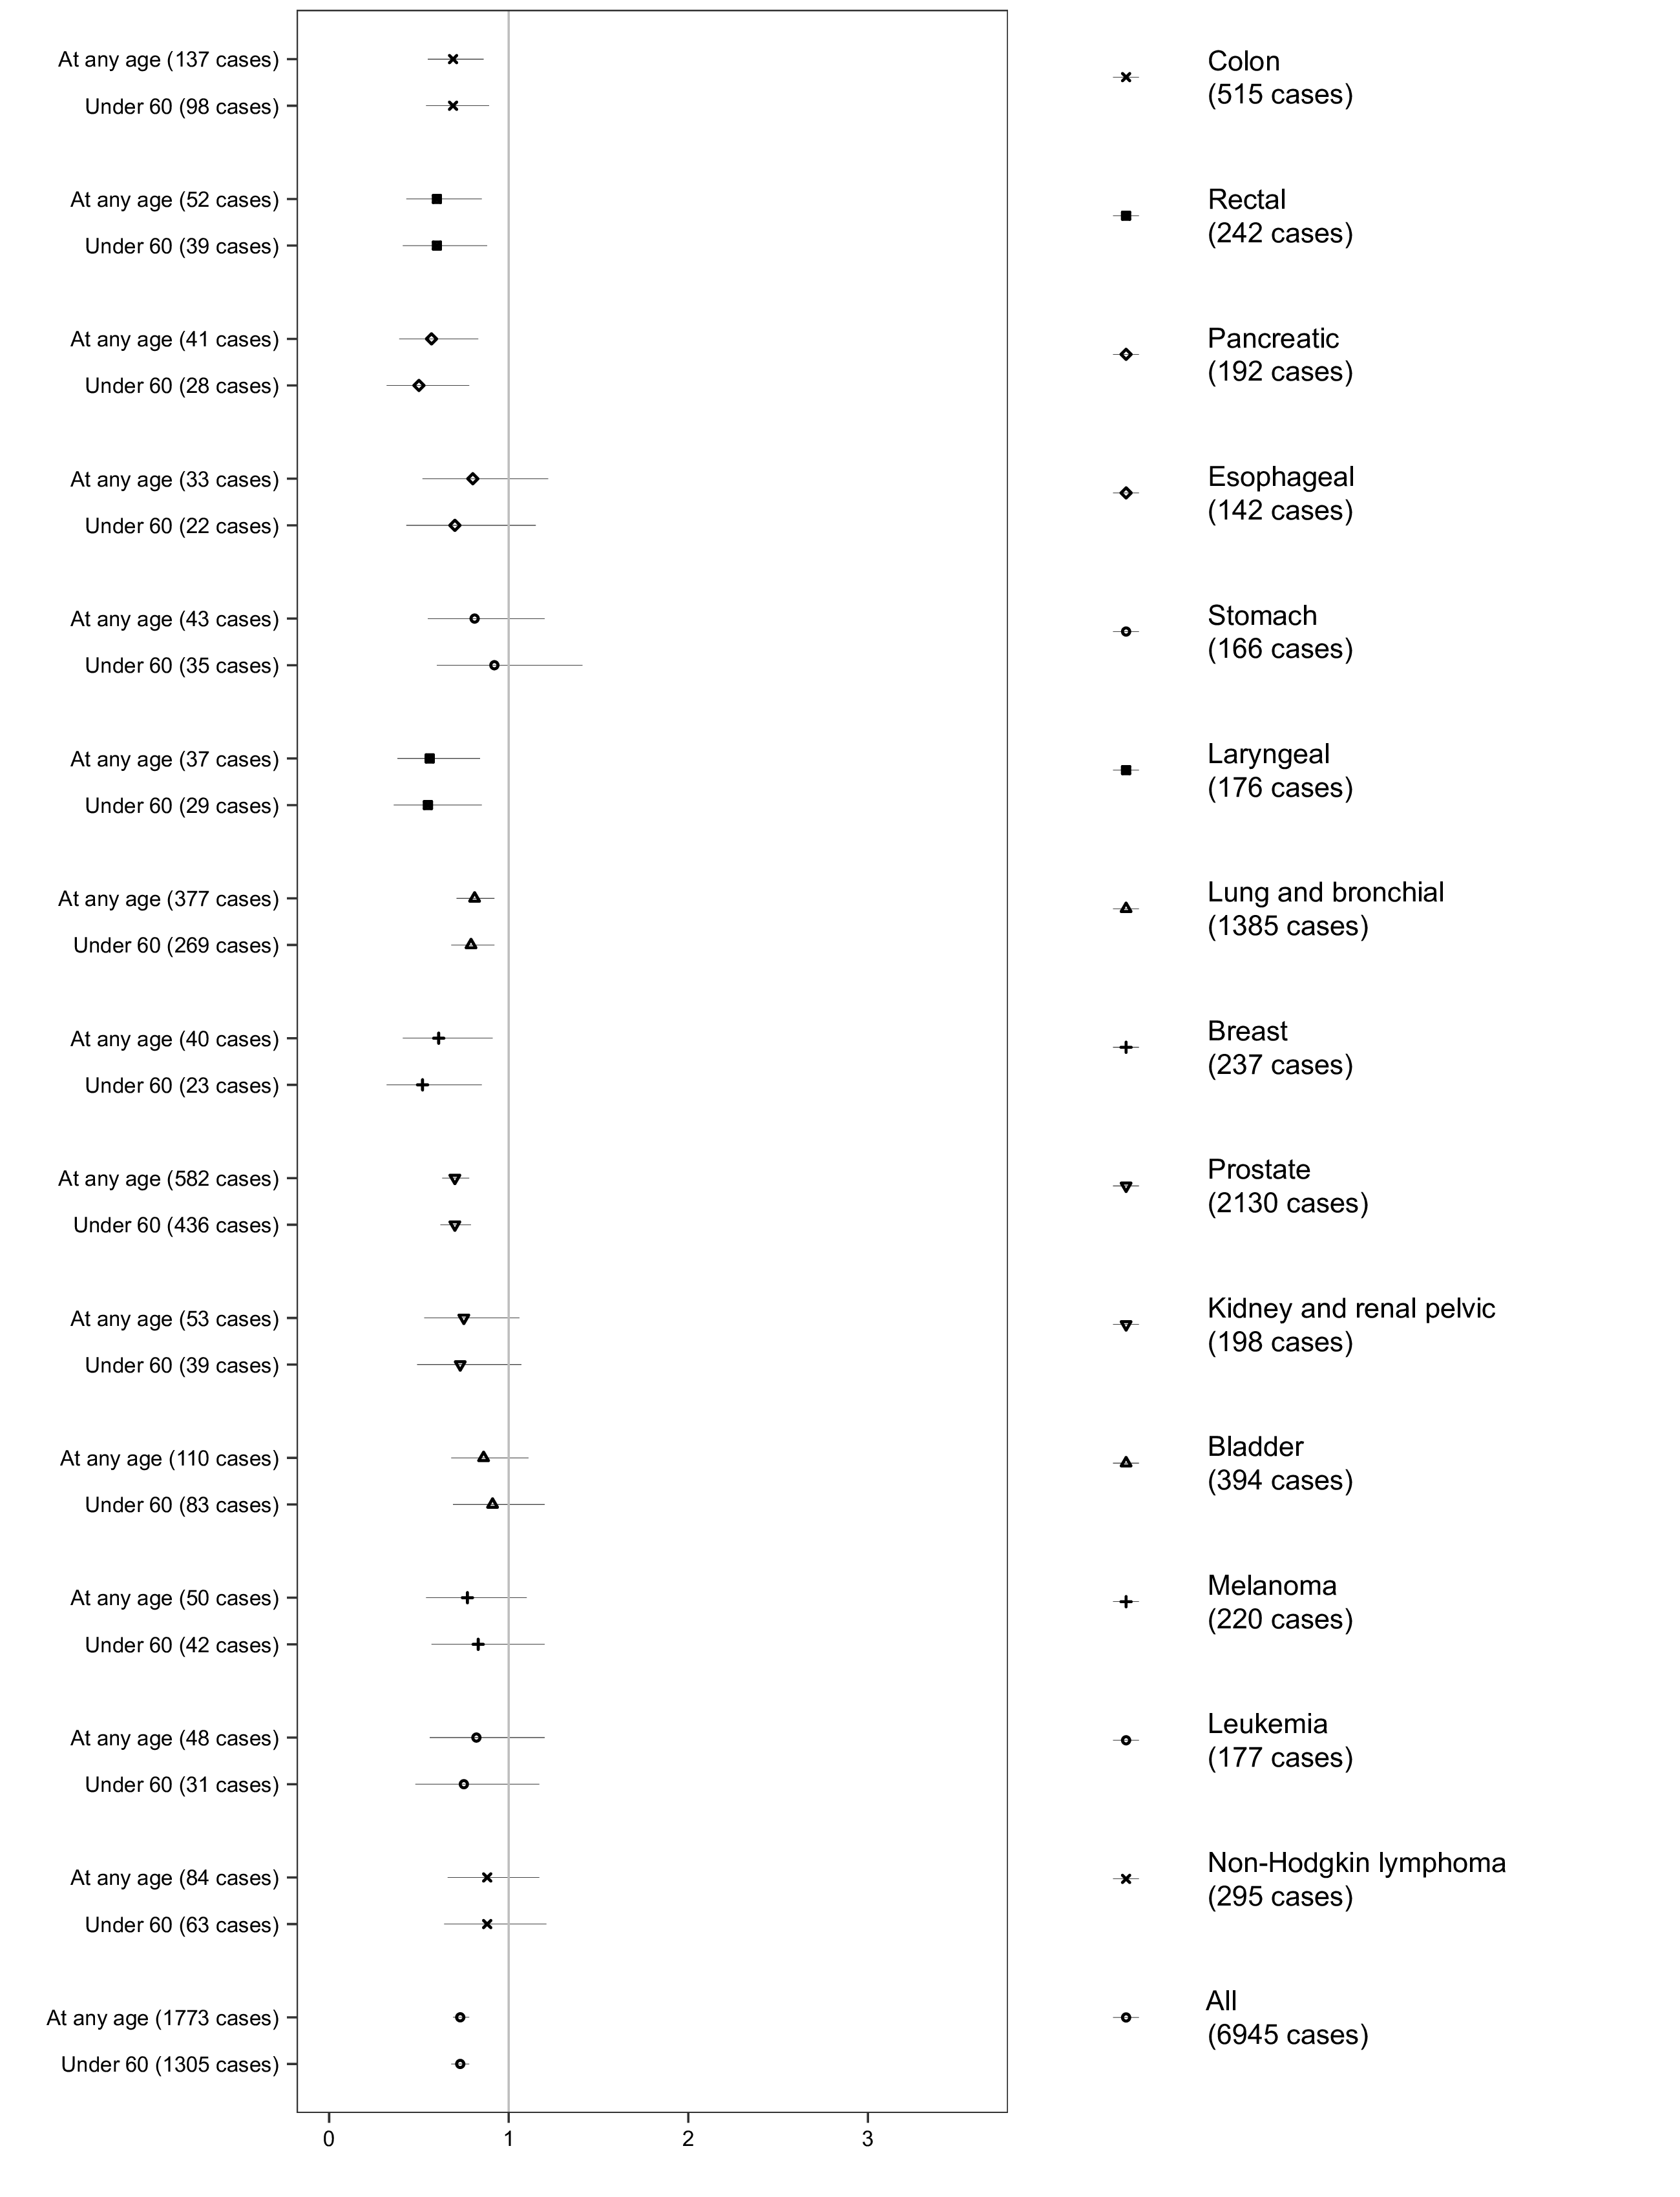 At any age (137 cases)
Under 60 (98 cases)
Colon
(515 cases)
At any age (52 cases)
Under 60 (39 cases)
Rectal
(242 cases)
At any age (41 cases)
Under 60 (28 cases)
Pancreatic
(192 cases)
At any age (33 cases)
Under 60 (22 cases)
Esophageal
(142 cases)
At any age (43 cases)
Under 60 (35 cases)
Stomach
(166 cases)
At any age (37 cases)
Under 60 (29 cases)
Laryngeal
(176 cases)
At any age (377 cases)
Under 60 (269 cases)
Lung and bronchial
(1385 cases)
At any age (40 cases)
Under 60 (23 cases)
Breast
(237 cases)
At any age (582 cases)
Under 60 (436 cases)
Prostate
(2130 cases)
At any age (53 cases)
Under 60 (39 cases)
Kidney and renal pelvic
(198 cases)
At any age (110 cases)
Under 60 (83 cases)
Bladder
(394 cases)
At any age (50 cases)
Under 60 (42 cases)
Melanoma
(220 cases)
At any age (48 cases)
Under 60 (31 cases)
Leukemia
(177 cases)
At any age (84 cases)
Under 60 (63 cases)
Non-Hodgkin lymphoma
(295 cases)
At any age (1773 cases)
Under 60 (1305 cases)
All
(6945 cases)
0 1 2 3